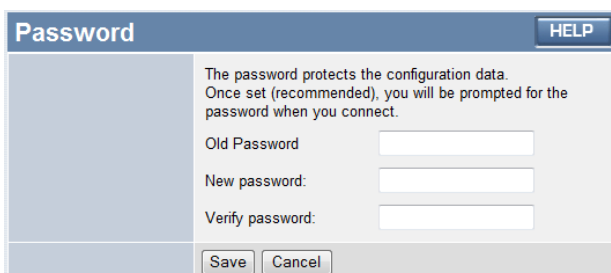 Password
HELP
The password protects the configuration data.
Once set (recommended), you will be prompted for the
password when you connect.
Old Password
New password:
Verify password:
Save Cancel